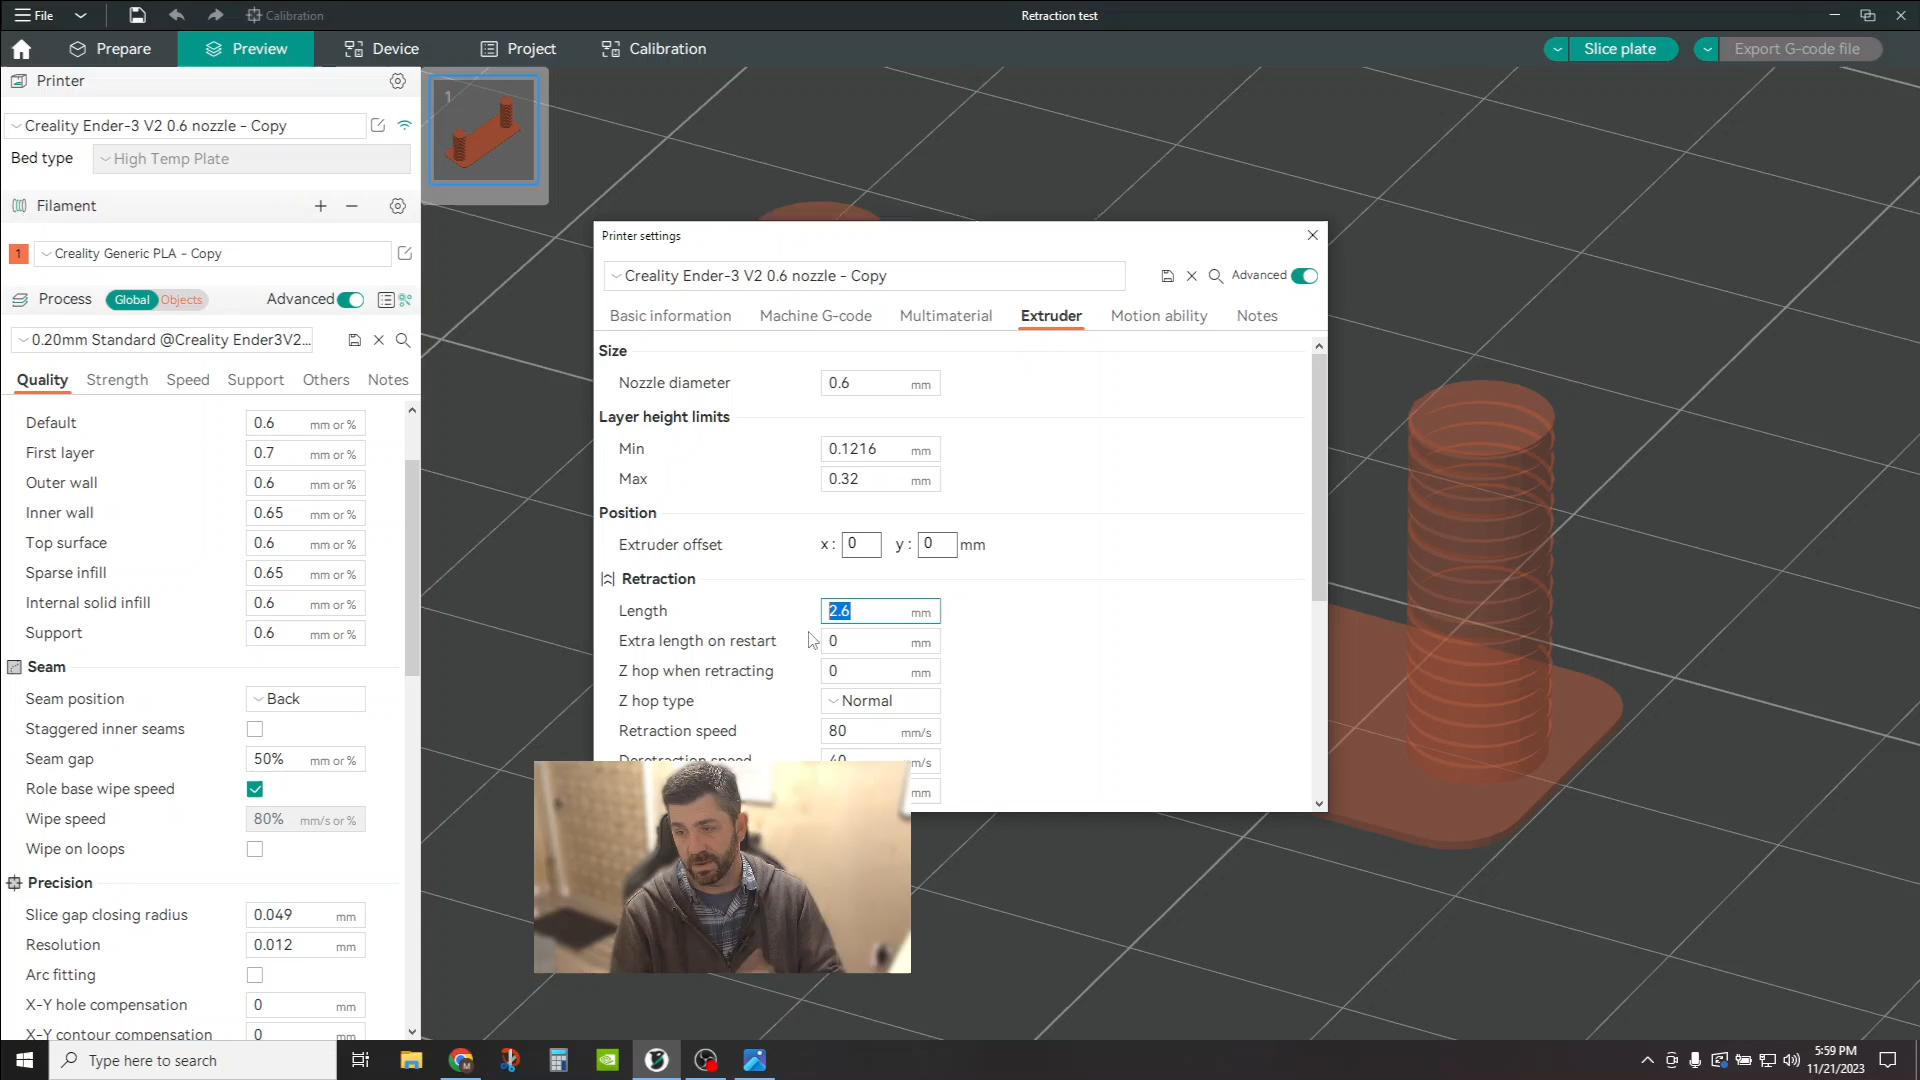 File
Calibration
Retraction test
Prepare
Preview
Device
Project
Calibration
Slice plate
Export G-code file
Printer
Creality Ender-3 V2 0.6 nozzle - Copy
Bed type
High Temp Plate
Filament
1
Creality Generic PLA - Copy
Process
Global
Objects
Advanced
0.20mm Standard @Creality Ender3V2...
Quality
Strength
Speed
Support
Others
Notes
Default 0.6 mm or %
First layer 0.7 mm or %
Outer wall 0.6 mm or %
Inner wall 0.65 mm or %
Top surface 0.6 mm or %
Sparse infill 0.65 mm or %
Internal solid infill 0.6 mm or %
Support 0.6 mm or %
Seam
Seam position Back
Staggered inner seams
Seam gap 50% mm or %
Role base wipe speed
Wipe speed 80% mm/s or %
Wipe on loops
Precision
Slice gap closing radius 0.049 mm
Resolution 0.012 mm
Arc fitting
X-Y hole compensation 0 mm
X-Y contour compensation 0 mm
1
Printer settings
Creality Ender-3 V2 0.6 nozzle - Copy
Advanced
Basic information
Machine G-code
Multimaterial
Extruder
Motion ability
Notes
Size
Nozzle diameter 0.6 mm
Layer height limits
Min 0.1216 mm
Max 0.32 mm
Position
Extruder offset x: 0 y: 0 mm
Retraction
Length 2.6 mm
Extra length on restart 0 mm
Z hop when retracting 0 mm
Z hop type Normal
Retraction speed 80 mm/s
Deretraction speed 40 m/s
mm
Type here to search
5:59 PM
11/21/2023